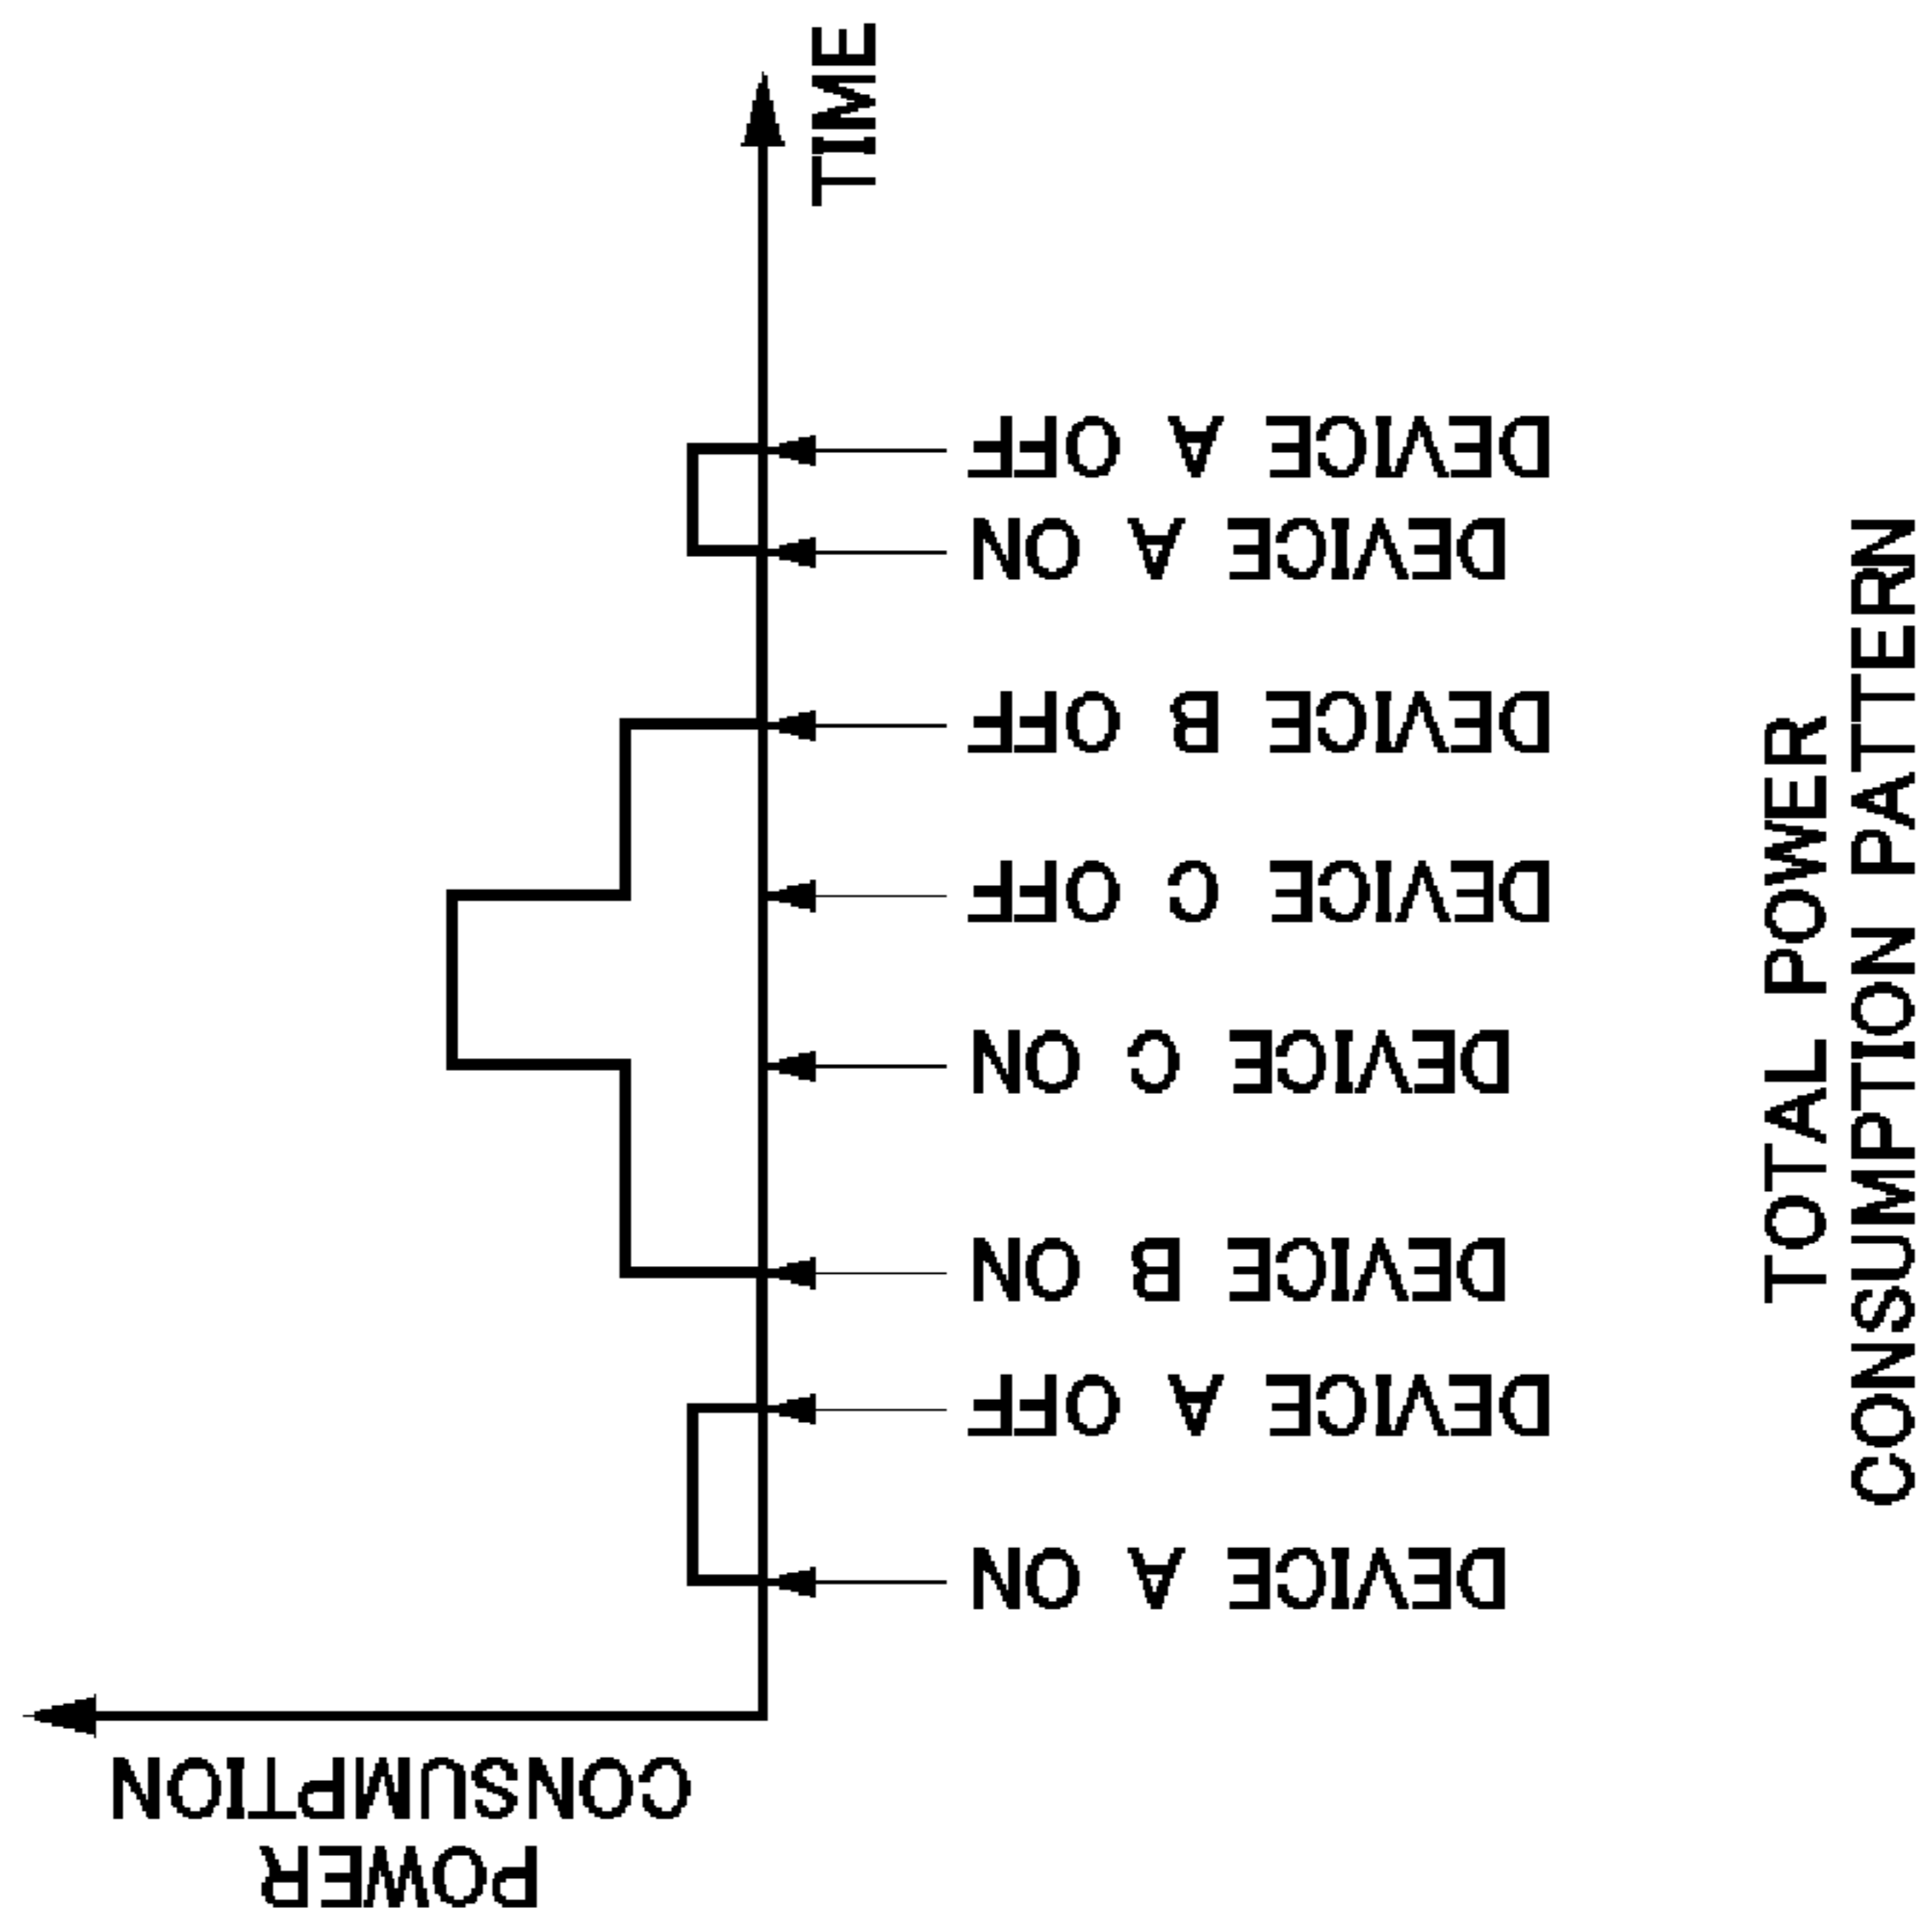 POWER
CONSUMPTION
TIME
DEVICE A ON
DEVICE A OFF
DEVICE B ON
DEVICE C ON
DEVICE C OFF
DEVICE B OFF
DEVICE A ON
DEVICE A OFF
TOTAL POWER
CONSUMPTION PATTERN